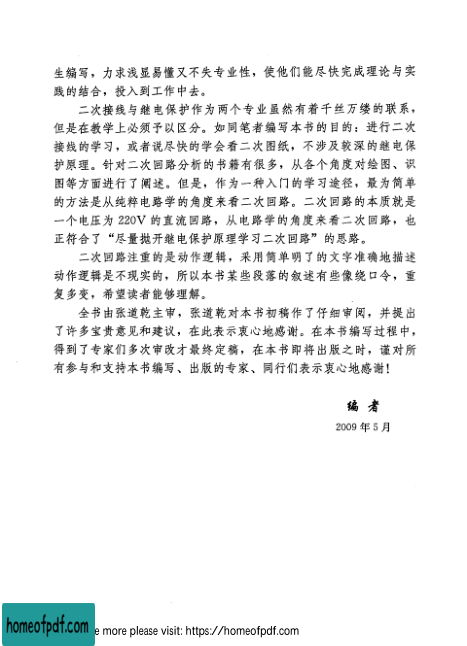 生编写，力求浅显易懂又不失专业性，使他们能尽快完成理论与实
践的结合，投入到工作中去。
二次接线与继电保护作为两个专业虽然有着千丝万缕的联系，
但是在教学上必须予以区分。如同笔者编写本书的目的：进行二次
接线的学习，或者说尽快的学会看二次图纸，不涉及较深的继电保
护原理。针对二次回路分析的书籍有很多，从各个角度对绘图、识
图等方面进行了阐述。但是，作为一种入门的学习途径，最为简单
的方法是从纯粹电路学的角度来看二次回路。二次回路的本质就是
一个电压为 220V 的直流回路，从电路学的角度来看二次回路，也
正符合了“尽量抛开继电保护原理学习二次回路”的思路。
二次回路注重的是动作逻辑，采用简单明了的文字准确地描述
动作逻辑是不现实的，所以本书某些段落的叙述有些像绕口令，重
复多变，希望读者能够理解。
全书由张道乾主审，张道乾对本书初稿作了仔细审阅，并提出
了许多宝贵意见和建议，在此表示衷心地感谢。在本书编写过程中，
得到了专家们多次审改才最终定稿，在本书即将出版之时，谨对所
有参与和支持本书编写、出版的专家、同行们表示衷心地感谢！
编 者
2009 年 5 月
homeofpdf.com
e more please visit: https://homeofpdf.com